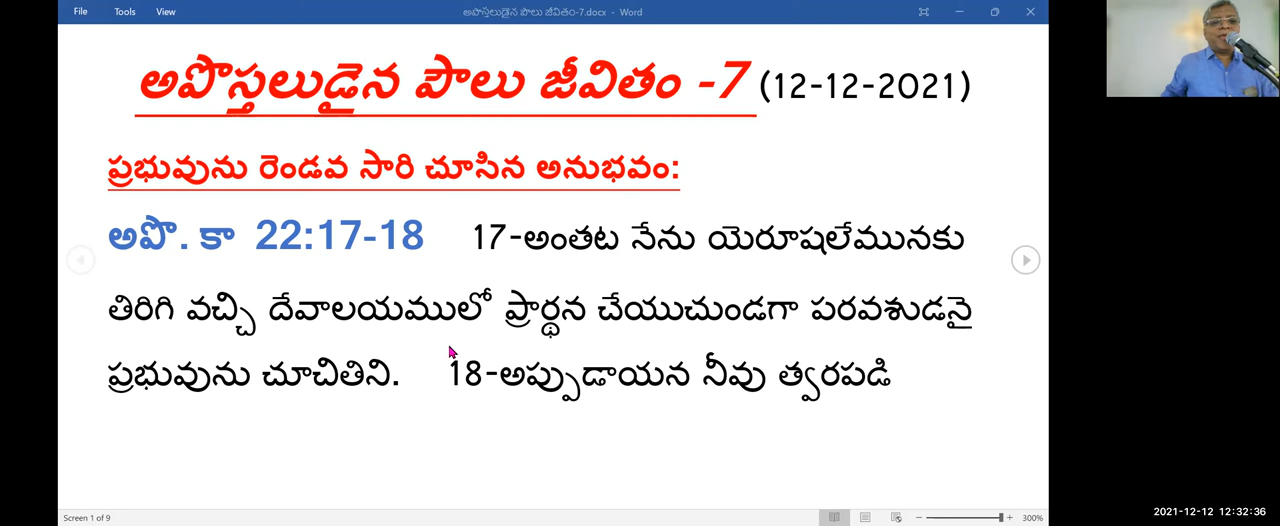 అపొస్తలుడైన పౌలు జీవితం-7.docx - Word
File Tools View
అపొస్తలుడైన పౌలు జీవితం -7 (12-12-2021)
ప్రభువును రెండవ సారి చూసిన అనుభవం:
అపొ. కా 22:17-18 17-అంతట నేను యెరూషలేమునకు
తిరిగి వచ్చి దేవాలయములో ప్రార్థన చేయుచుండగా పరవశుడనై
ప్రభువును చూచితిని. 18-అప్పుడాయన నీవు త్వరపడి
Screen 1 of 9
300%
2021-12-12 12:32:36